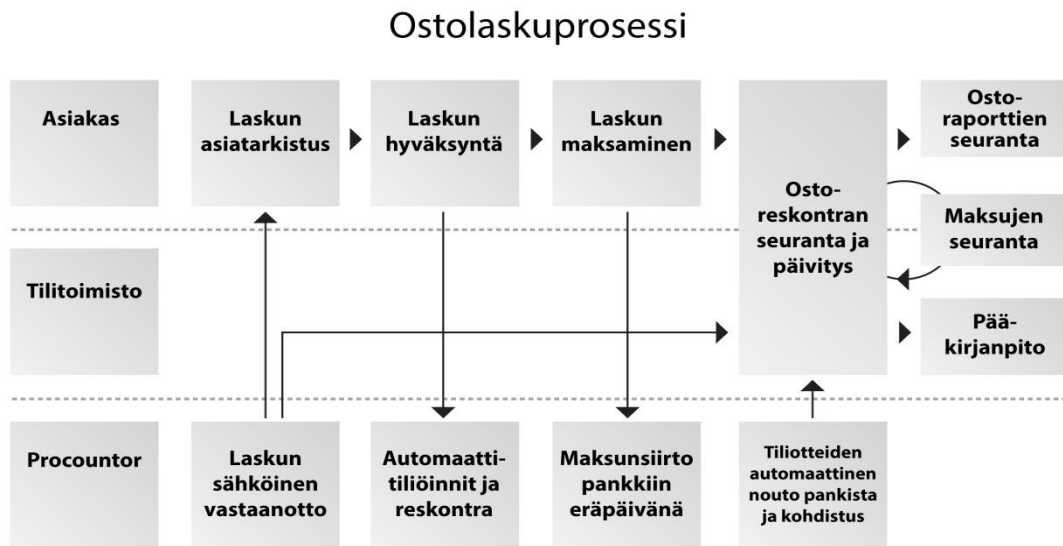 Ostolaskuprosessi
Asiakas
Laskun
asiatarkistus
Laskun
hyväksyntä
Laskun
maksaminen
Osto-
reskontran
seuranta ja
päivitys
Osto-
raporttien
seuranta
Maksujen
seuranta
Tilitoimisto
Pää-
kirjanpito
Procountor
Laskun
sähköinen
vastaanotto
Automaatti-
tiliöinnit ja
reskontra
Maksunsiirto
pankkiin
eräpäivänä
Tiliotteiden
automaattinen
nouto pankista
ja kohdistus